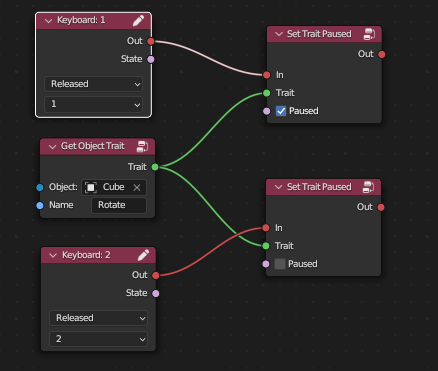 Keyboard: 1
Out
State
Released
1
Get Object Trait
Trait
Object: Cube
Name Rotate
Keyboard: 2
Out
State
Released
2
Set Trait Paused
Out
In
Trait
Paused
Set Trait Paused
Out
In
Trait
Paused